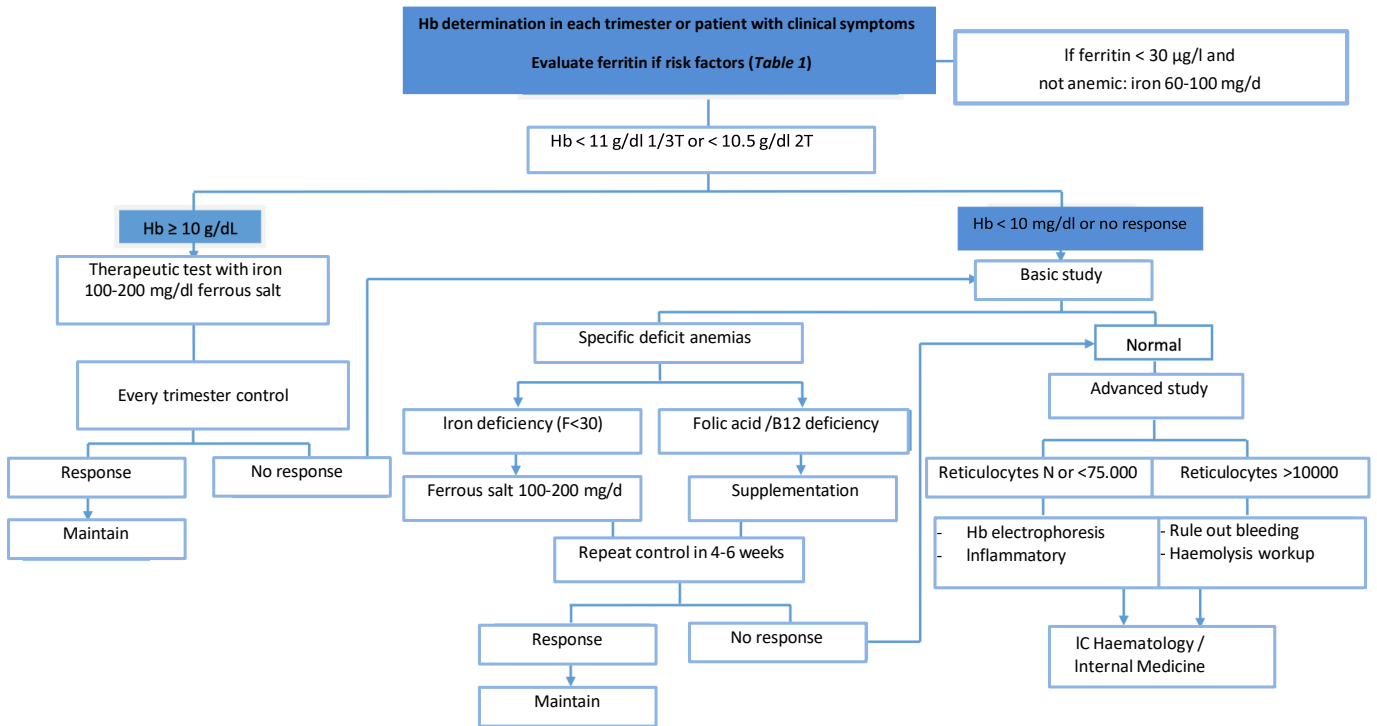 Hb determination in each trimester or patient with clinical symptoms
Evaluate ferritin if risk factors (Table 1)
If ferritin < 30 µg/l and
not anemic: iron 60-100 mg/d
Hb < 11 g/dl 1/3T or < 10.5 g/dl 2T
Hb ≥ 10 g/dL
Hb < 10 mg/dl or no response
Therapeutic test with iron
100-200 mg/dl ferrous salt
Basic study
Specific deficit anemias
Normal
Every trimester control
Advanced study
Iron deficiency (F<30)
Folic acid /B12 deficiency
Response
No response
Reticulocytes N or <75.000
Reticulocytes >10000
Ferrous salt 100-200 mg/d
Supplementation
Maintain
- Hb electrophoresis
- Inflammatory
- Rule out bleeding
- Haemolysis workup
Repeat control in 4-6 weeks
Response
No response
IC Haematology /
Internal Medicine
Maintain